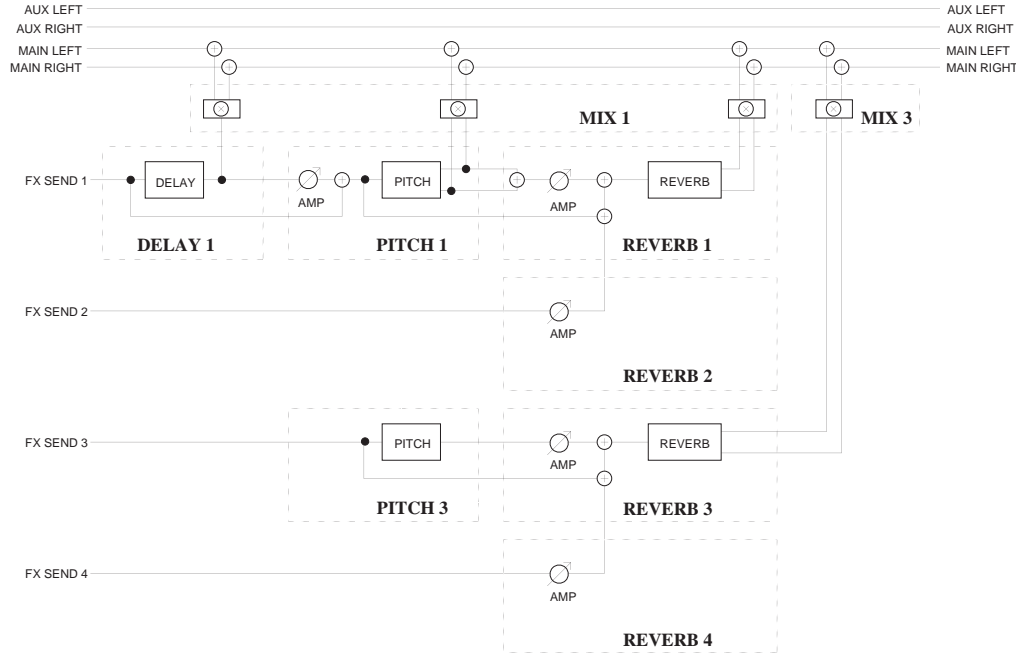 AUX LEFT AUX LEFT
AUX RIGHT AUX RIGHT
MAIN LEFT MAIN LEFT
MAIN RIGHT MAIN RIGHT
MIX 1 MIX 3
FX SEND 1 DELAY PITCH REVERB
AMP AMP
DELAY 1 PITCH 1 REVERB 1
FX SEND 2
AMP
REVERB 2
FX SEND 3 PITCH REVERB
AMP
PITCH 3 REVERB 3
FX SEND 4
AMP
REVERB 4